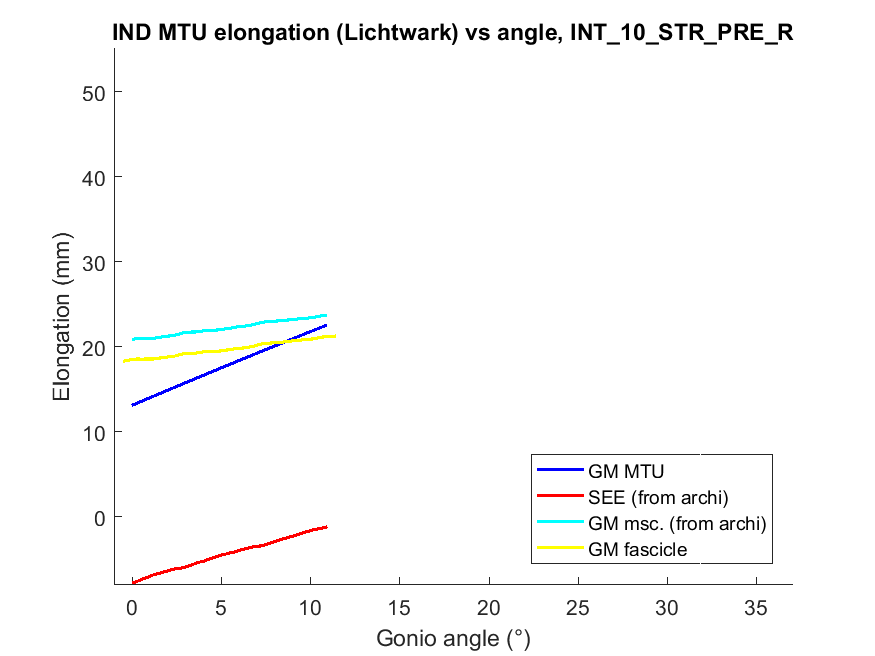 IND MTU elongation (Lichtwark) vs angle, INT_10_STR_PRE_R
50
40
30
20
10
0
Elongation (mm)
GM MTU
SEE (from archi)
GM msc. (from archi)
GM fascicle
0 5 10 15 20 25 30 35
Gonio angle (°)